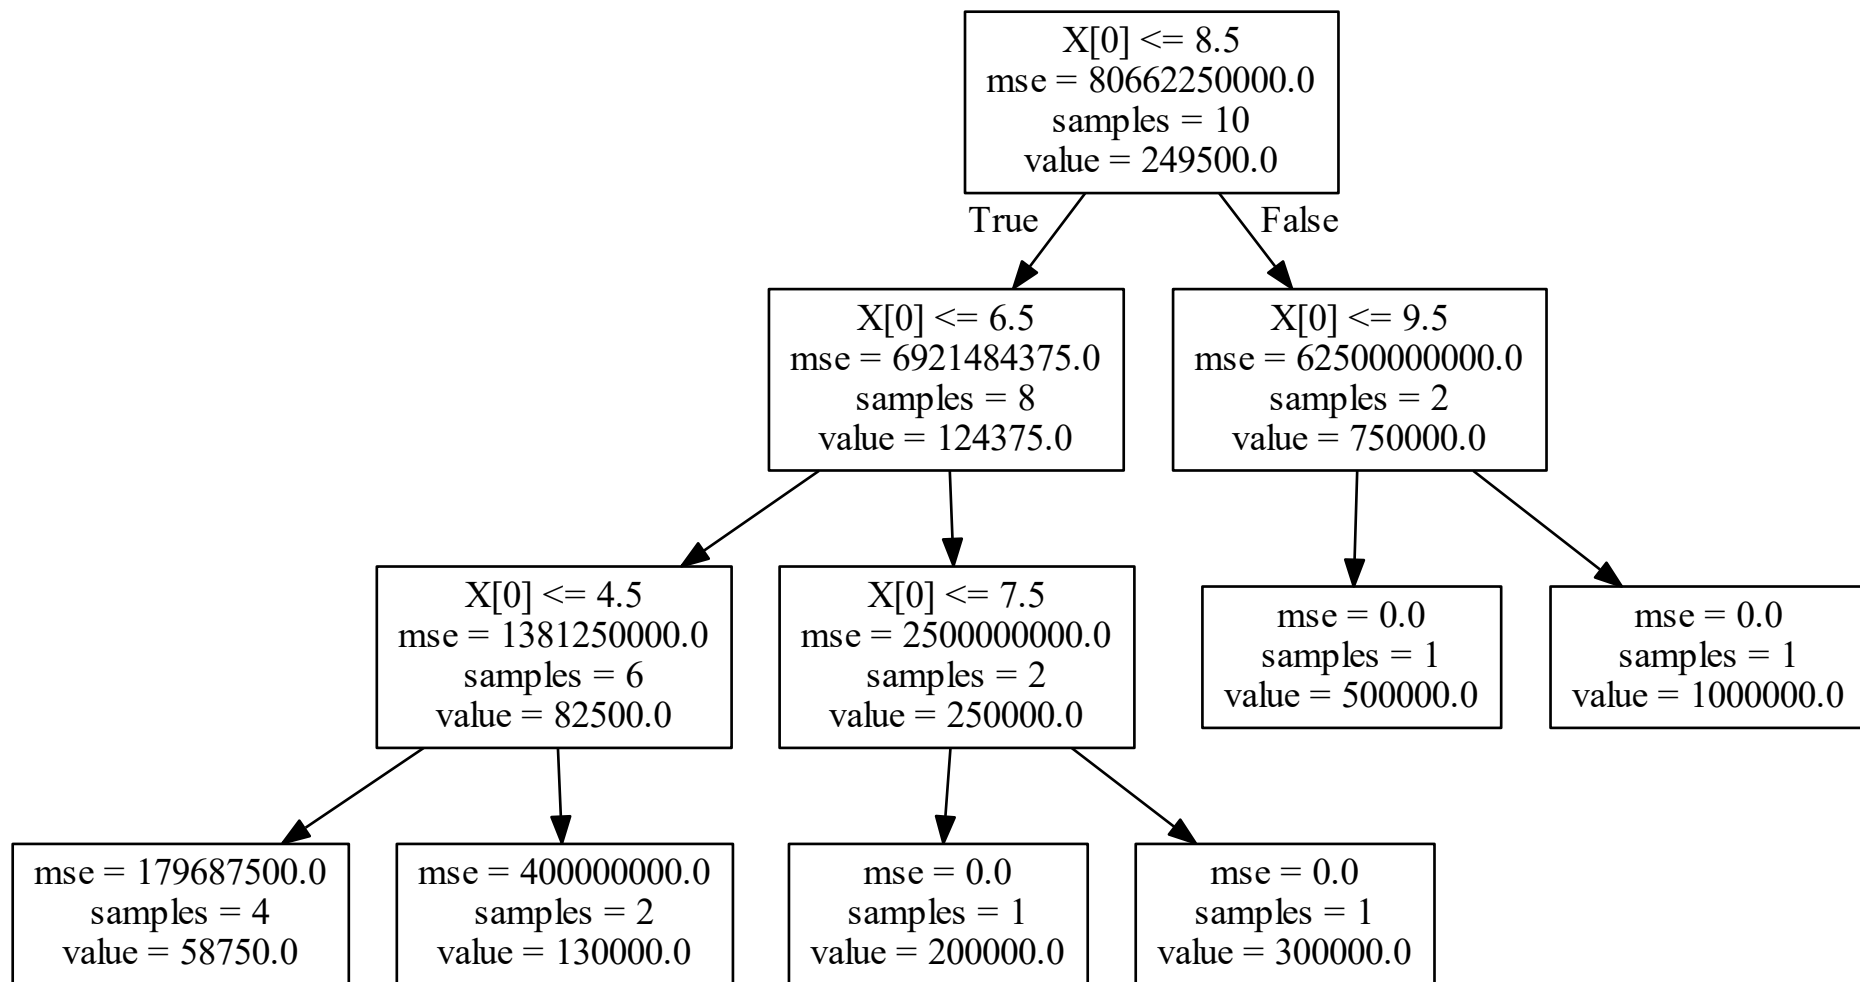 X[0] <= 8.5
mse = 80662250000.0
samples = 10
value = 249500.0
True
False
X[0] <= 6.5
mse = 6921484375.0
samples = 8
value = 124375.0
X[0] <= 9.5
mse = 62500000000.0
samples = 2
value = 750000.0
X[0] <= 4.5
mse = 1381250000.0
samples = 6
value = 82500.0
X[0] <= 7.5
mse = 2500000000.0
samples = 2
value = 250000.0
mse = 0.0
samples = 1
value = 500000.0
mse = 0.0
samples = 1
value = 1000000.0
mse = 179687500.0
samples = 4
value = 58750.0
mse = 400000000.0
samples = 2
value = 130000.0
mse = 0.0
samples = 1
value = 200000.0
mse = 0.0
samples = 1
value = 300000.0